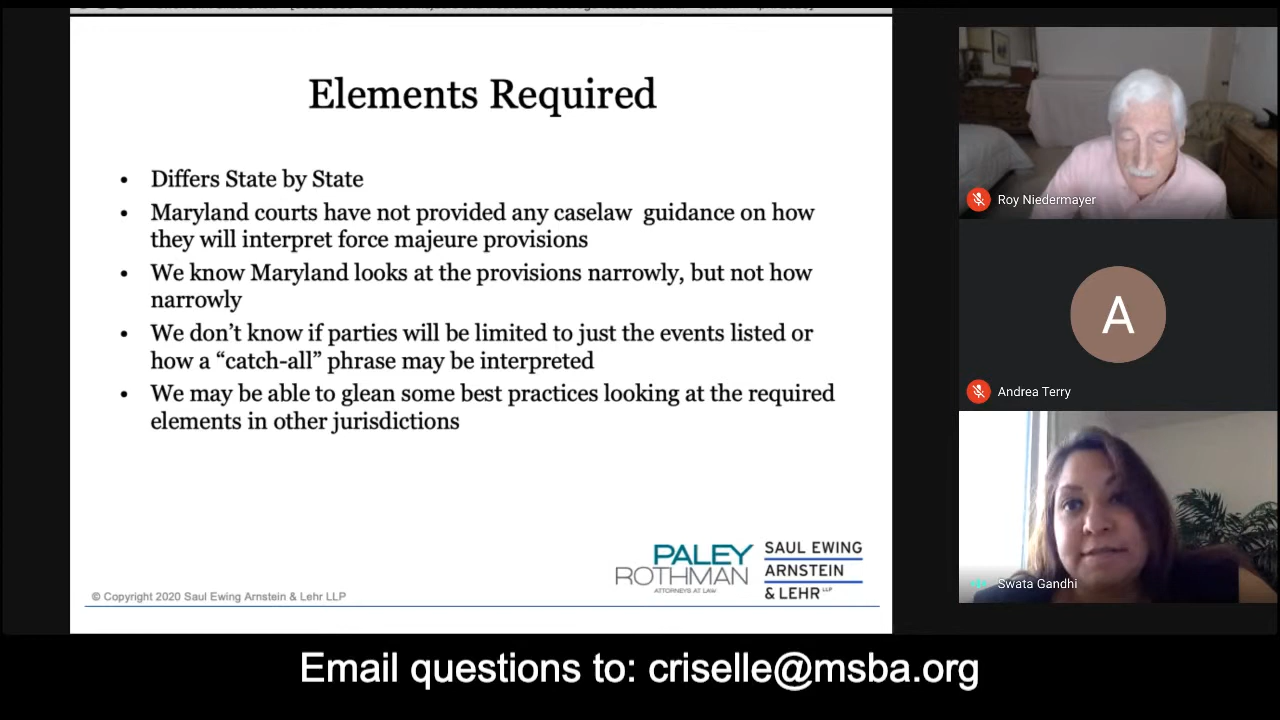 Elements Required
• Differs State by State
• Maryland courts have not provided any caselaw guidance on how
they will interpret force majeure provisions
• We know Maryland looks at the provisions narrowly, but not how
narrowly
• We don't know if parties will be limited to just the events listed or
how a “catch-all” phrase may be interpreted
• We may be able to glean some best practices looking at the required
elements in other jurisdictions
PALEY
ROTHMAN
ATTORNEYS AT LAW
SAUL EWING
ARNSTEIN
& LEHR LLP
© Copyright 2020 Saul Ewing Arnstein & Lehr LLP
Roy Niedermayer
A
Andrea Terry
Swata Gandhi
Email questions to: criselle@msba.org